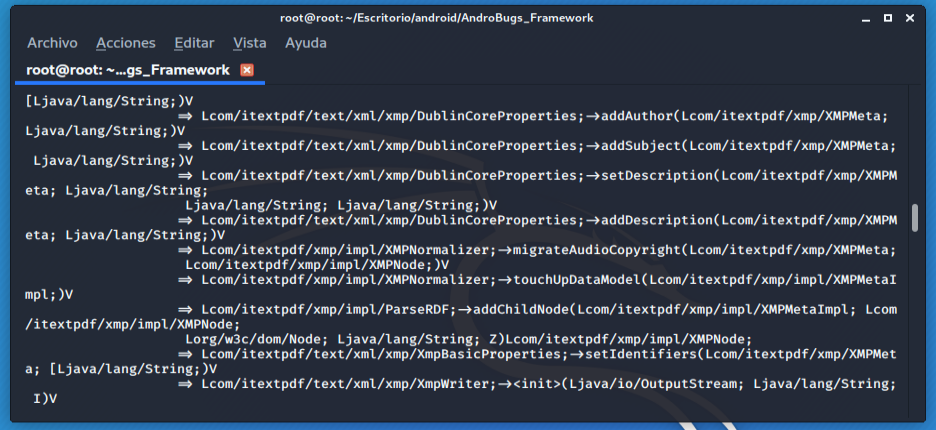 root@root: ~/Escritorio/android/AndroBugs_Framework
Archivo Acciones Editar Vista Ayuda
root@root: ~...gs_Framework
[Ljava/lang/String;)V
⇒ Lcom/itextpdf/text/xml/xmp/DublinCoreProperties;→addAuthor(Lcom/itextpdf/xmp/XMPMeta;
Ljava/lang/String;)V
⇒ Lcom/itextpdf/text/xml/xmp/DublinCoreProperties;→addSubject(Lcom/itextpdf/xmp/XMPMeta;
Ljava/lang/String;)V
⇒ Lcom/itextpdf/text/xml/xmp/DublinCoreProperties;→setDescription(Lcom/itextpdf/xmp/XMPM
eta; Ljava/lang/String;
Ljava/lang/String; Ljava/lang/String;)V
⇒ Lcom/itextpdf/text/xml/xmp/DublinCoreProperties;→addDescription(Lcom/itextpdf/xmp/XMPM
eta; Ljava/lang/String;)V
⇒ Lcom/itextpdf/xmp/impl/XMPNormalizer;→migrateAudioCopyright(Lcom/itextpdf/xmp/XMPMeta;
Lcom/itextpdf/xmp/impl/XMPNode;)V
⇒ Lcom/itextpdf/xmp/impl/XMPNormalizer;→touchUpDataModel(Lcom/itextpdf/xmp/impl/XMPMetaI
mpl;)V
⇒ Lcom/itextpdf/xmp/impl/ParseRDF;→addChildNode(Lcom/itextpdf/xmp/impl/XMPMetaImpl; Lcom
/itextpdf/xmp/impl/XMPNode;
Lorg/w3c/dom/Node; Ljava/lang/String; Z)Lcom/itextpdf/xmp/impl/XMPNode;
⇒ Lcom/itextpdf/text/xml/xmp/XmpBasicProperties;→setIdentifiers(Lcom/itextpdf/xmp/XMPMet
a; [Ljava/lang/String;)V
⇒ Lcom/itextpdf/text/xml/xmp/XmpWriter;→<init>(Ljava/io/OutputStream; Ljava/lang/String;
I)V